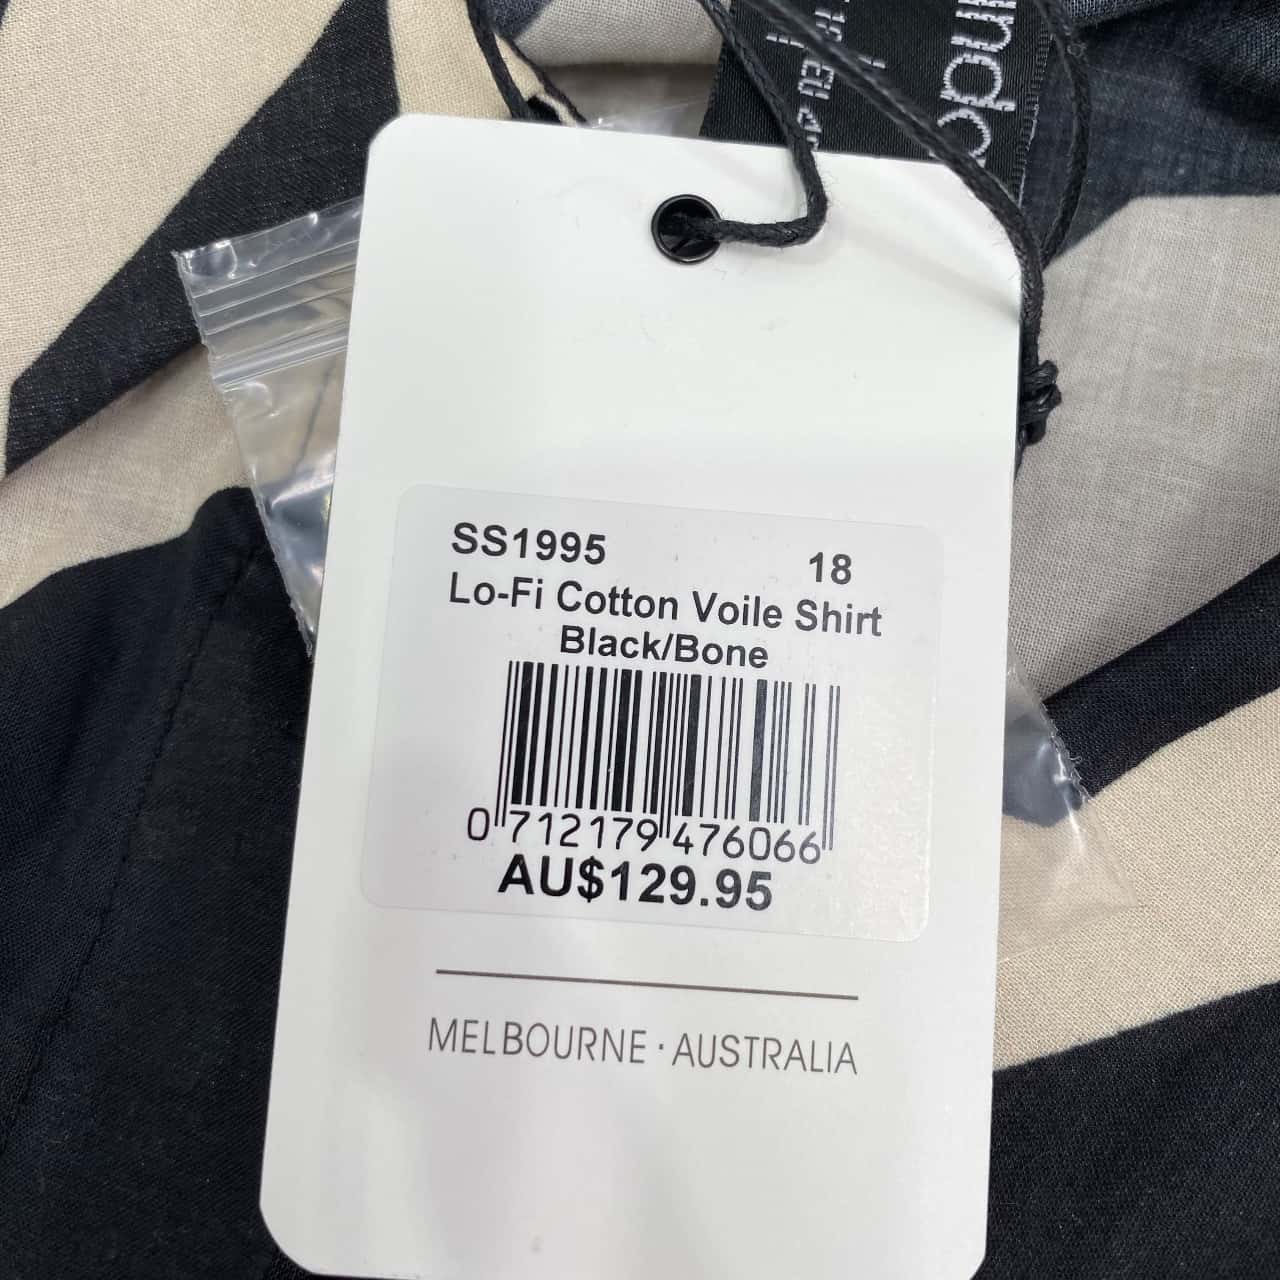 SS1995 18
Lo-Fi Cotton Voile Shirt
Black/Bone
0 712179 476066
AU$129.95
MELBOURNE · AUSTRALIA